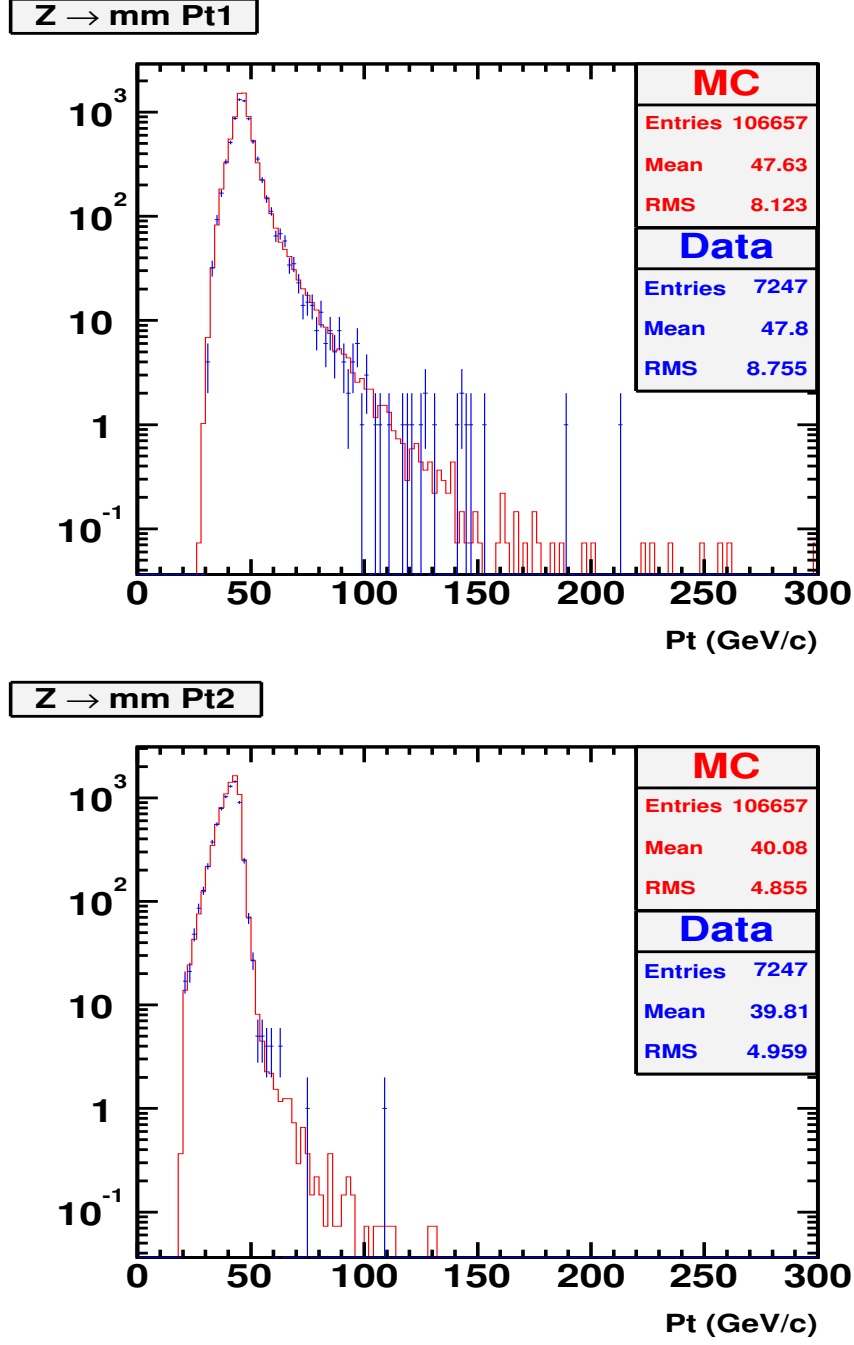 Z → mm Pt1
MC
Entries 106657
Mean 47.63
RMS 8.123
Data
Entries 7247
Mean 47.8
RMS 8.755
10³
10²
10
1
10⁻¹
0 50 100 150 200 250 300
Pt (GeV/c)
Z → mm Pt2
MC
Entries 106657
Mean 40.08
RMS 4.855
Data
Entries 7247
Mean 39.81
RMS 4.959
10³
10²
10
1
10⁻¹
0 50 100 150 200 250 300
Pt (GeV/c)